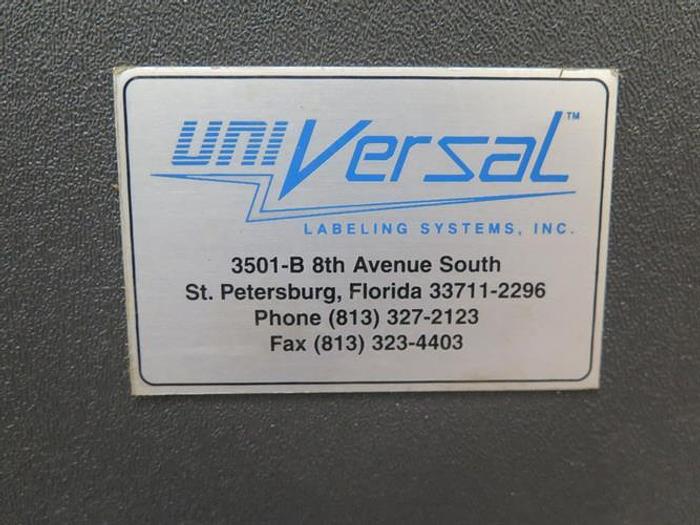 UNIVersal™
LABELING SYSTEMS, INC.
3501-B 8th Avenue South
St. Petersburg, Florida 33711-2296
Phone (813) 327-2123
Fax (813) 323-4403